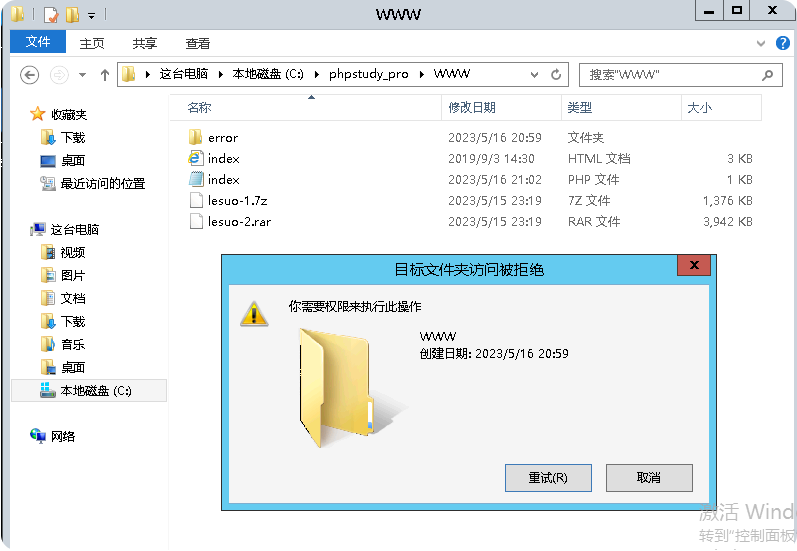 WWW
文件 主页 共享 查看
这台电脑 本地磁盘 (C:) phpstudy_pro WWW 搜索"WWW"
收藏夹
下载
桌面
最近访问的位置
这台电脑
视频
图片
文档
下载
音乐
桌面
本地磁盘 (C:)
网络
名称 修改日期 类型 大小
error 2023/5/16 20:59 文件夹
index 2019/9/3 14:30 HTML 文档 3 KB
index 2023/5/16 21:02 PHP 文件 1 KB
lesuo-1.7z 2023/5/15 23:19 7Z 文件 1,376 KB
lesuo-2.rar 2023/5/15 23:19 RAR 文件 3,942 KB
目标文件夹访问被拒绝
你需要权限来执行此操作
WWW
创建日期: 2023/5/16 20:59
重试(R) 取消
激活 Wind
转到"控制面板